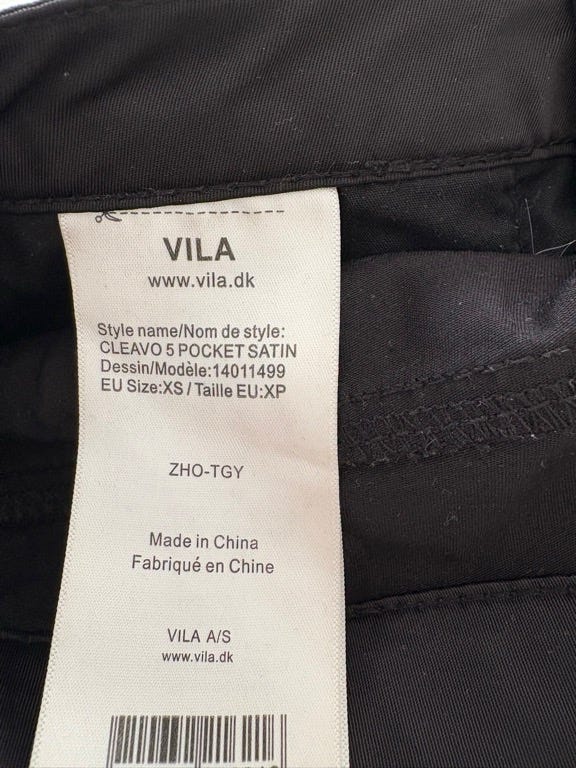 VILA
www.vila.dk
Style name/Nom de style:
CLEAVO 5 POCKET SATIN
Dessin/Modèle:14011499
EU Size:XS / Taille EU:XP
ZHO-TGY
Made in China
Fabriqué en Chine
VILA A/S
www.vila.dk